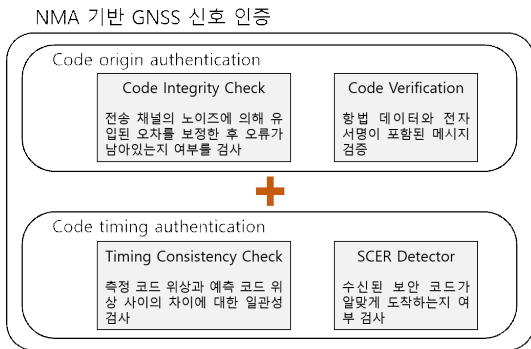 NMA 기반 GNSS 신호 인증
Code origin authentication
Code Integrity Check
전송 채널의 노이즈에 의해 유
입된 오차를 보정한 후 오류가
남아있는지 여부를 검사
Code Verification
항법 데이터와 전자
서명이 포함된 메시지
검증
+
Code timing authentication
Timing Consistency Check
측정 코드 위상과 예측 코드 위
상 사이의 차이에 대한 일관성
검사
SCER Detector
수신된 보안 코드가
알맞게 도착하는지 여
부 검사